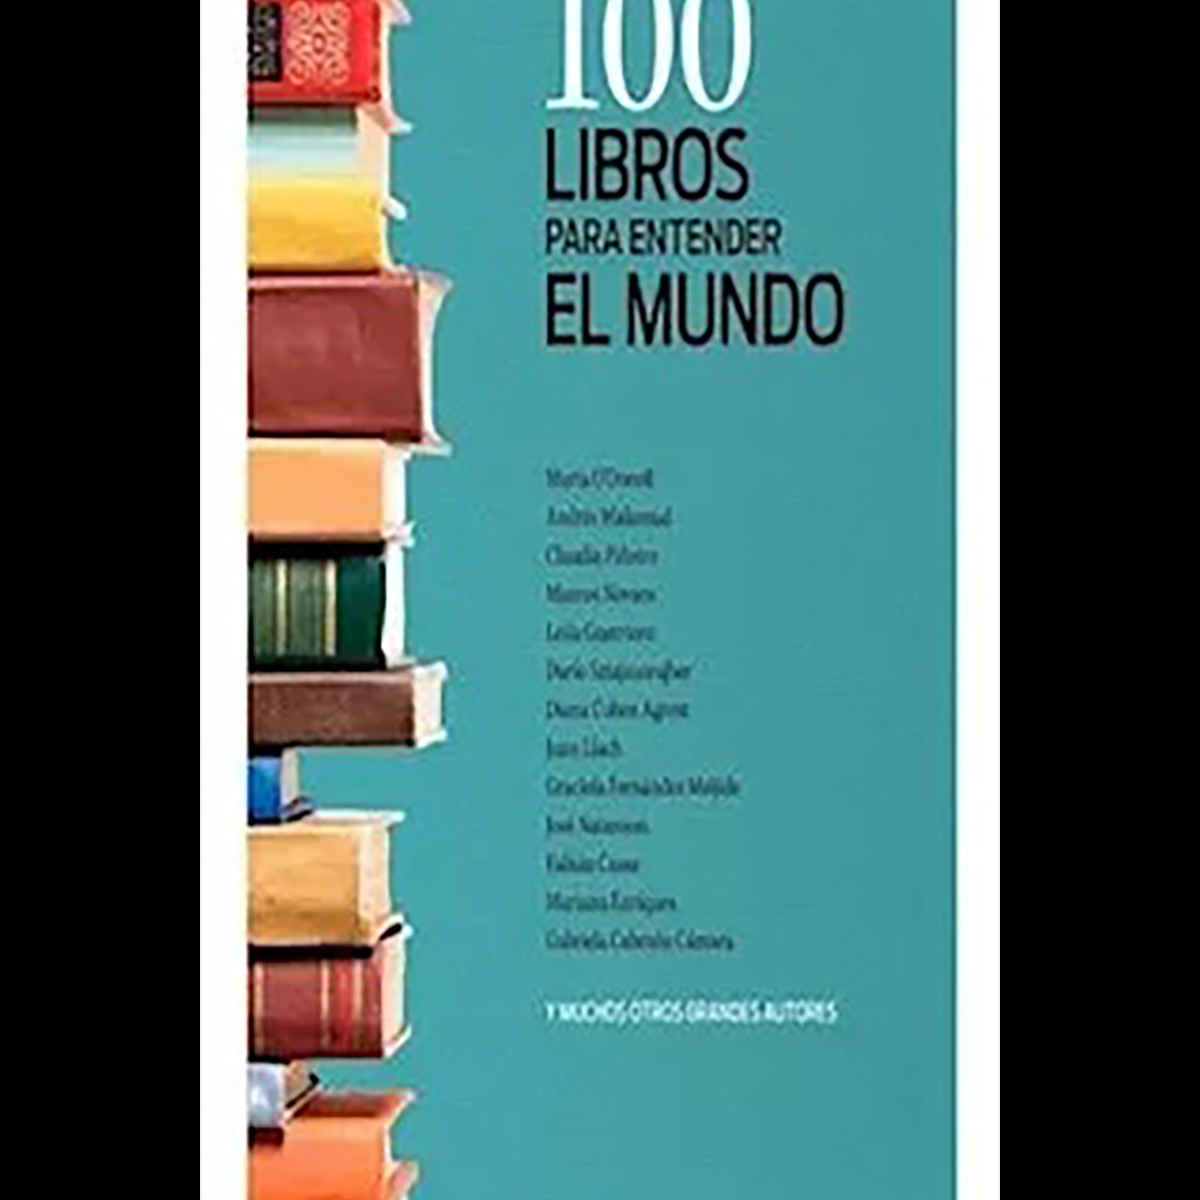 100
LIBROS
PARA ENTENDER
EL MUNDO
María O'Donell
Andrés Malamud
Claudia Piñeiro
Marcos Novaro
Leila Guerriero
Darío Sztajnszrajber
Diana Cohen Agrest
Juan Llach
Graciela Fernández Meijide
José Natanson
Fabián Casas
Mariana Enriquez
Gabriela Cabezón Cámara
Y MUCHOS OTROS GRANDES AUTORES